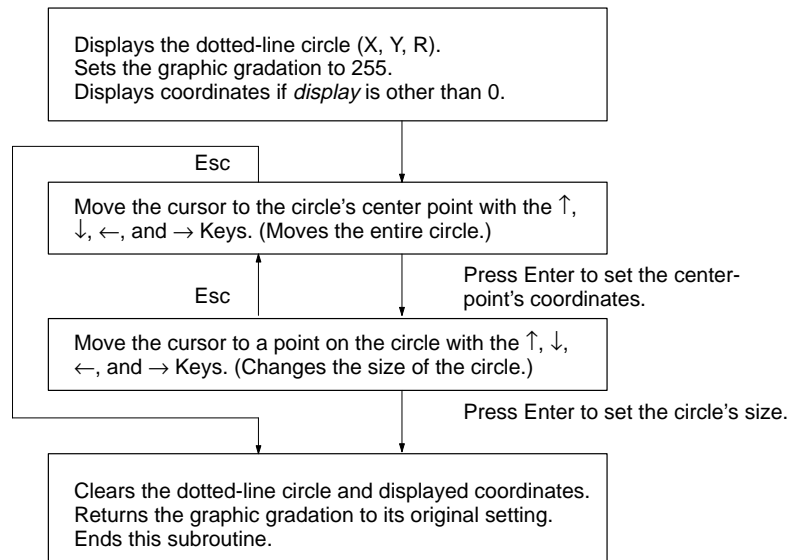 Displays the dotted-line circle (X, Y, R).
Sets the graphic gradation to 255.
Displays coordinates if display is other than 0.
Esc
Move the cursor to the circle's center point with the ↑,
↓, ←, and → Keys. (Moves the entire circle.)
Press Enter to set the center-
point's coordinates.
Esc
Move the cursor to a point on the circle with the ↑, ↓,
←, and → Keys. (Changes the size of the circle.)
Press Enter to set the circle's size.
Clears the dotted-line circle and displayed coordinates.
Returns the graphic gradation to its original setting.
Ends this subroutine.